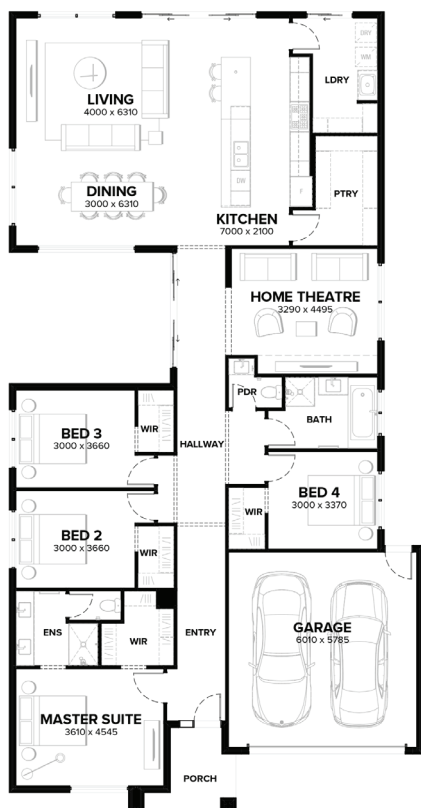 DRY
WM
LDRY
LIVING
4000 x 6310
DINING
3000 x 6310
DW
F
PTRY
KITCHEN
7000 x 2100
HOME THEATRE
3290 x 4495
PDR
BATH
WIR
BED 3
3000 x 3660
HALLWAY
BED 4
3000 x 3370
WIR
BED 2
3000 x 3660
WIR
ENS
WIR
ENTRY
GARAGE
6010 x 5785
MASTER SUITE
3610 x 4545
PORCH